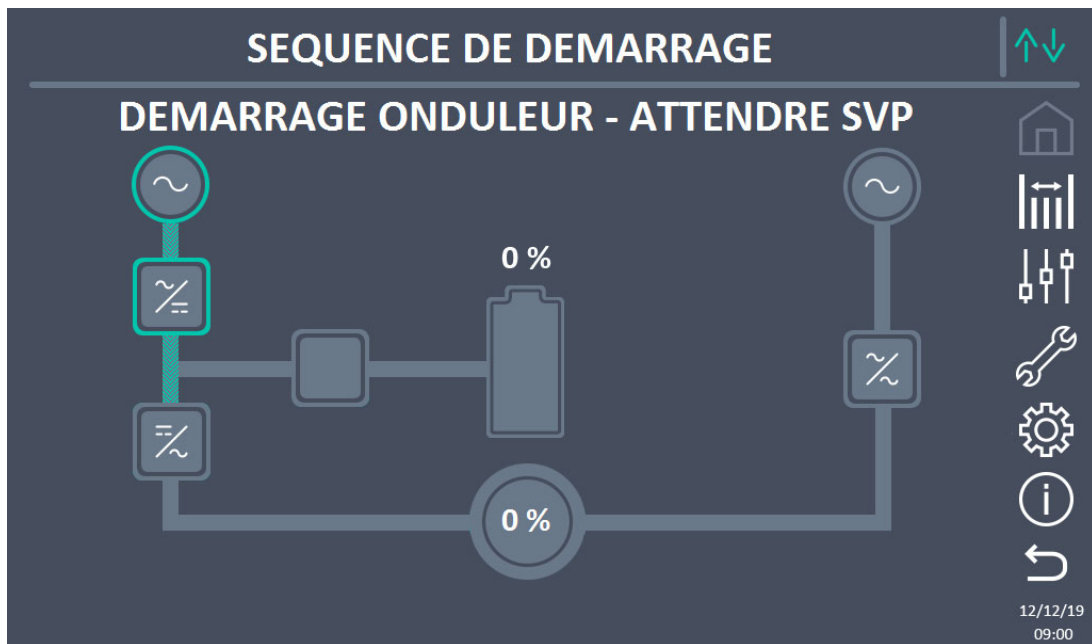 SEQUENCE DE DEMARRAGE
DEMARRAGE ONDULEUR - ATTENDRE SVP
0 %
0 %
12/12/19
09:00